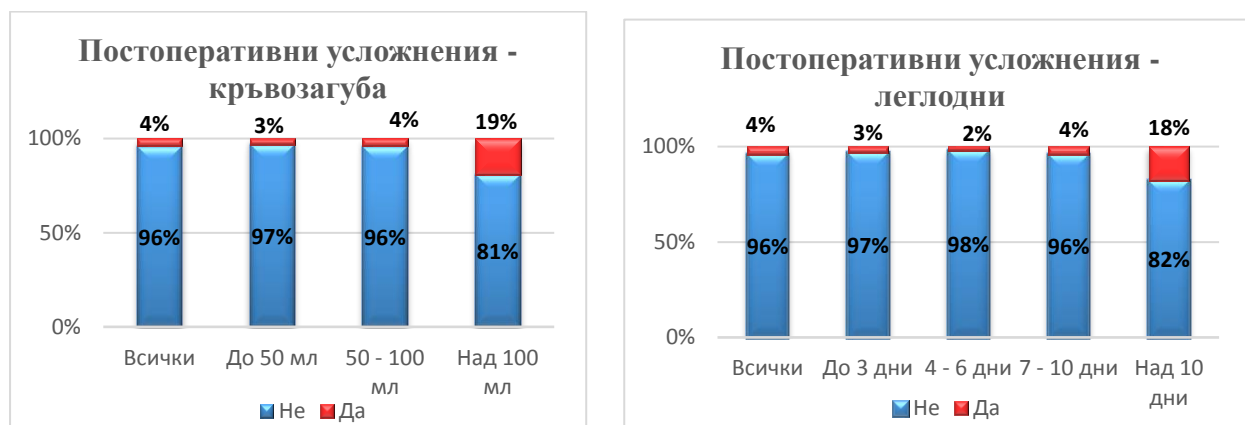 Постоперативни усложнения -
кръвозагуба
4%
3%
4%
19%
100%
50%
0%
96%
97%
96%
81%
Всички
До 50 мл
50 - 100
мл
Над 100
мл
Не
Да
Постоперативни усложнения -
леглодни
4%
3%
2%
4%
18%
100%
50%
0%
96%
97%
98%
96%
82%
Всички
До 3 дни
4 - 6 дни
7 - 10 дни
Над 10
дни
Не
Да